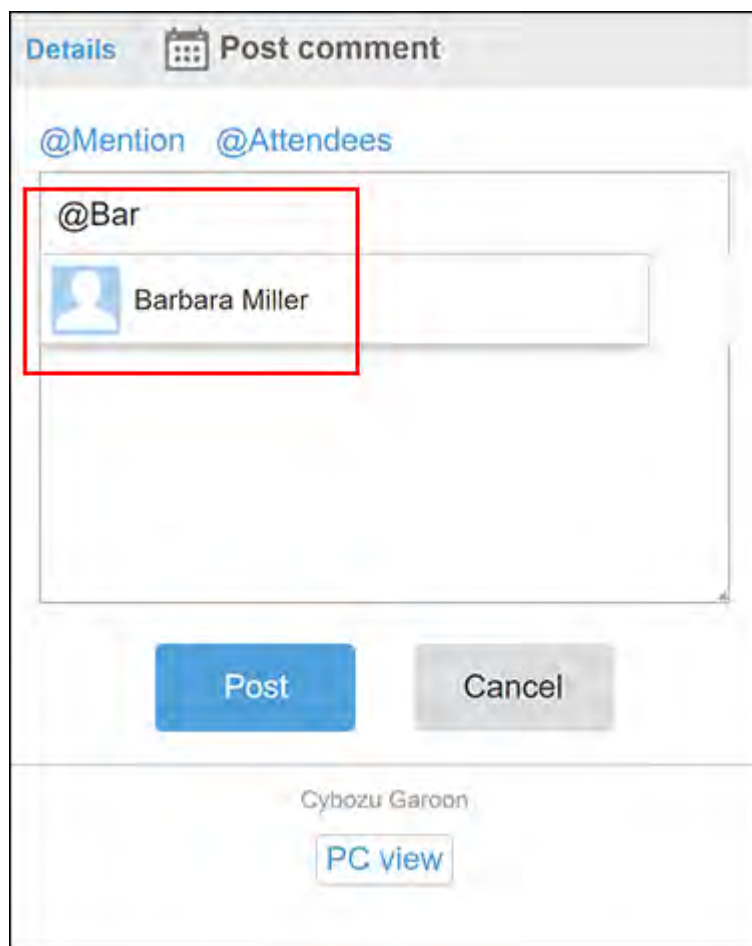 Details Post comment
@Mention @Attendees
@Bar
Barbara Miller
Post Cancel
Cybozu Garoon
PC view